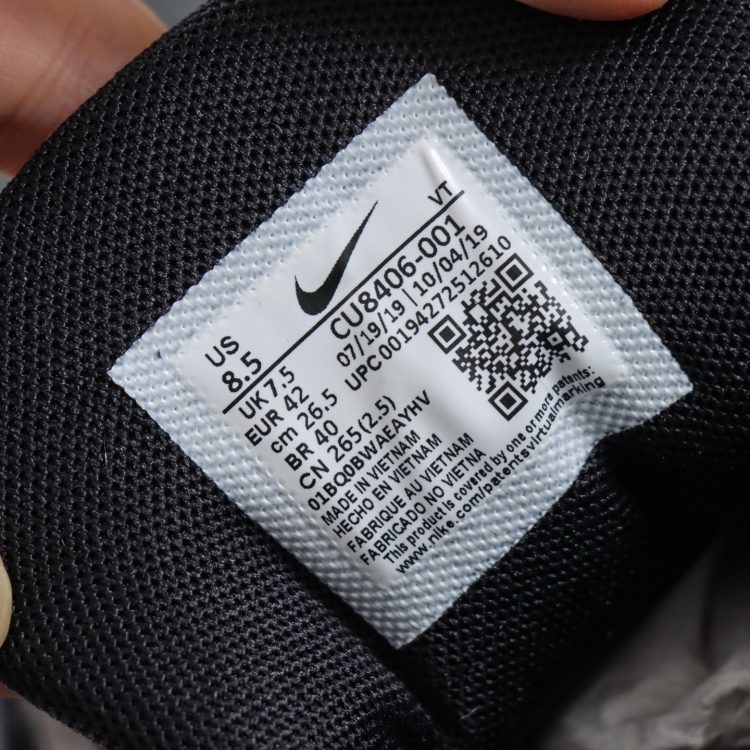 VT
CU8406-001
07/19/19 | 10/04/19
UPC00194272512610
US
8.5
UK 7.5
EUR 42
cm 26.5
BR 40
CN 265(2.5)
01BQ0BWAEAYHV
MADE IN VIETNAM
HECHO EN VIETNAM
FABRIQUE AU VIETNAM
FABRICADO NO VIETNA
This product is covered by one or more patents:
www.nike.com/patentsvirtualmarking